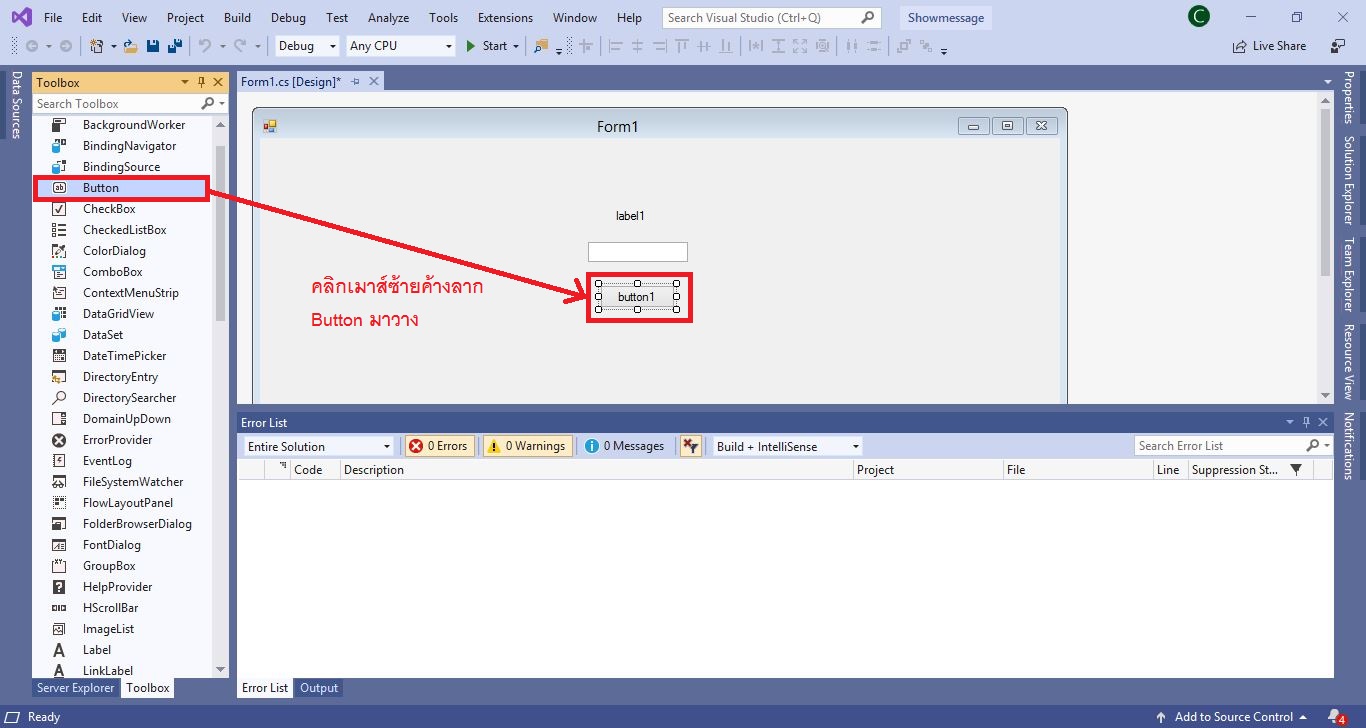 File Edit View Project Build Debug Test Analyze Tools Extensions Window Help Search Visual Studio (Ctrl+Q) Showmessage C
Debug Any CPU Start Live Share
Data Sources
Toolbox
Search Toolbox
BackgroundWorker
BindingNavigator
BindingSource
Button
CheckBox
CheckedListBox
ColorDialog
ComboBox
ContextMenuStrip
DataGridView
DataSet
DateTimePicker
DirectoryEntry
DirectorySearcher
DomainUpDown
ErrorProvider
EventLog
FileSystemWatcher
FlowLayoutPanel
FolderBrowserDialog
FontDialog
GroupBox
HelpProvider
HScrollBar
ImageList
Label
LinkLabel
Server Explorer Toolbox
Form1.cs [Design]*
Form1
label1
button1
คลิกเมาส์ซ้ายค้างลาก
Button มาวาง
Error List
Entire Solution 0 Errors 0 Warnings 0 Messages Build + IntelliSense Search Error List
Code Description Project File Line Suppression St...
Error List Output
Properties
Solution Explorer
Team Explorer
Resource View
Notifications
Ready Add to Source Control 4